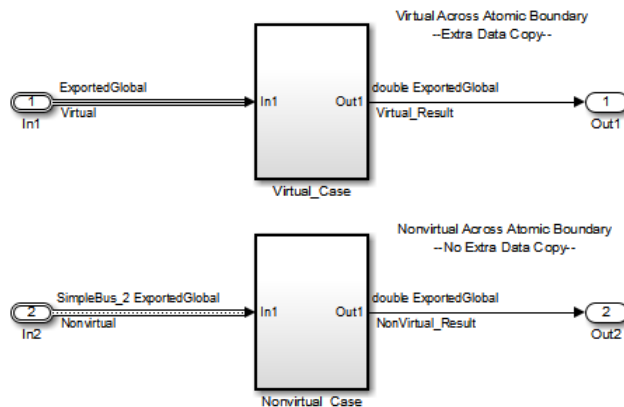 Virtual Across Atomic Boundary
--Extra Data Copy--
ExportedGlobal
double ExportedGlobal
1
In1
Out1
1
Virtual
Virtual_Result
In1
Out1
Virtual_Case
Nonvirtual Across Atomic Boundary
--No Extra Data Copy--
SimpleBus_2 ExportedGlobal
double ExportedGlobal
2
In1
Out1
2
Nonvirtual
NonVirtual_Result
In2
Out2
Nonvirtual_Case